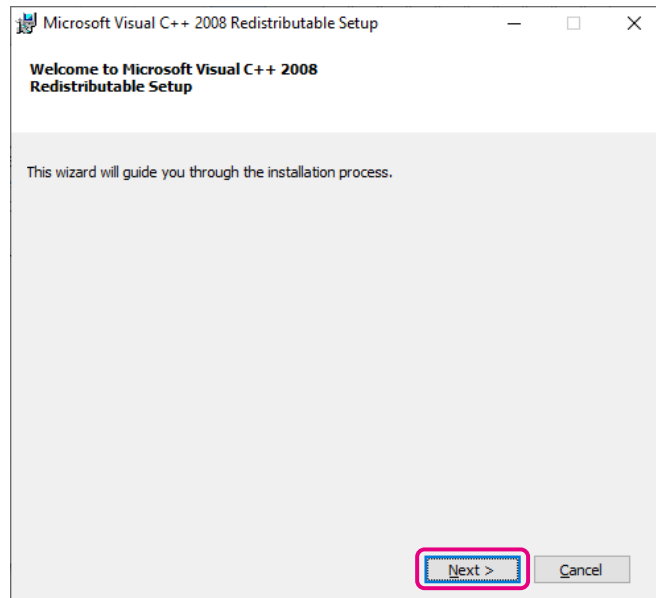 Microsoft Visual C++ 2008 Redistributable Setup
Welcome to Microsoft Visual C++ 2008
Redistributable Setup
This wizard will guide you through the installation process.
Next >
Cancel